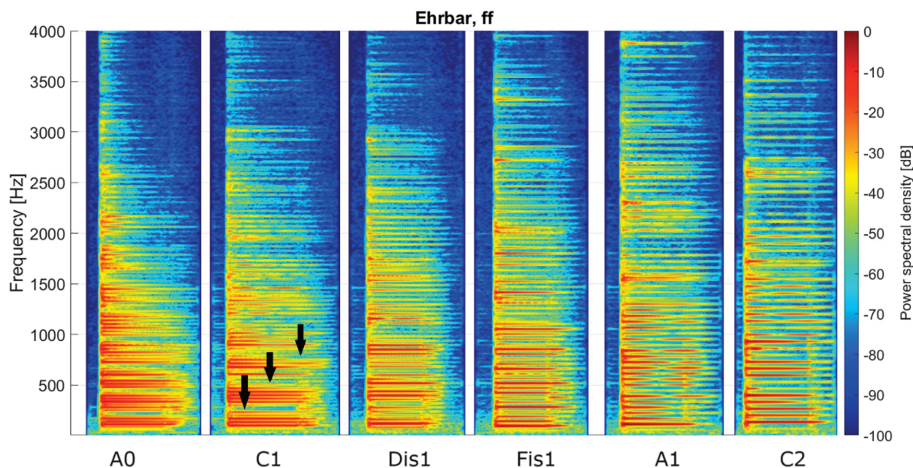 Ehrbar, ff
Frequency [Hz]
4000
3500
3000
2500
2000
1500
1000
500
A0
C1
Dis1
Fis1
A1
C2
0
-10
-20
-30
-40
-50
-60
-70
-80
-90
-100
Power spectral density [dB]